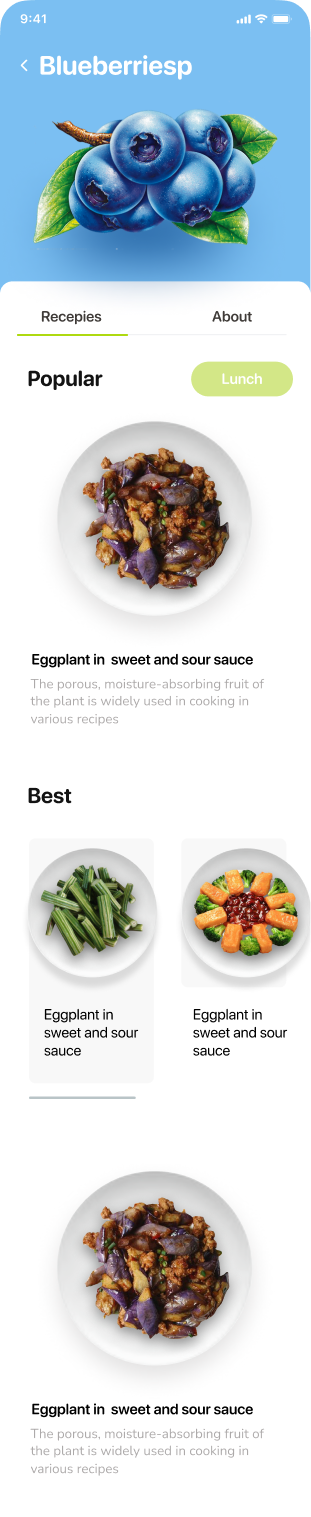 9:41
Blueberriesp
Recepies
About
Popular
Lunch
Eggplant in  sweet and sour sauce
The porous, moisture-absorbing fruit of
the plant is widely used in cooking in
various recipes
Best
Eggplant in
sweet and sour
sauce
Eggplant in
sweet and sour
sauce
Eggplant in  sweet and sour sauce
The porous, moisture-absorbing fruit of
the plant is widely used in cooking in
various recipes